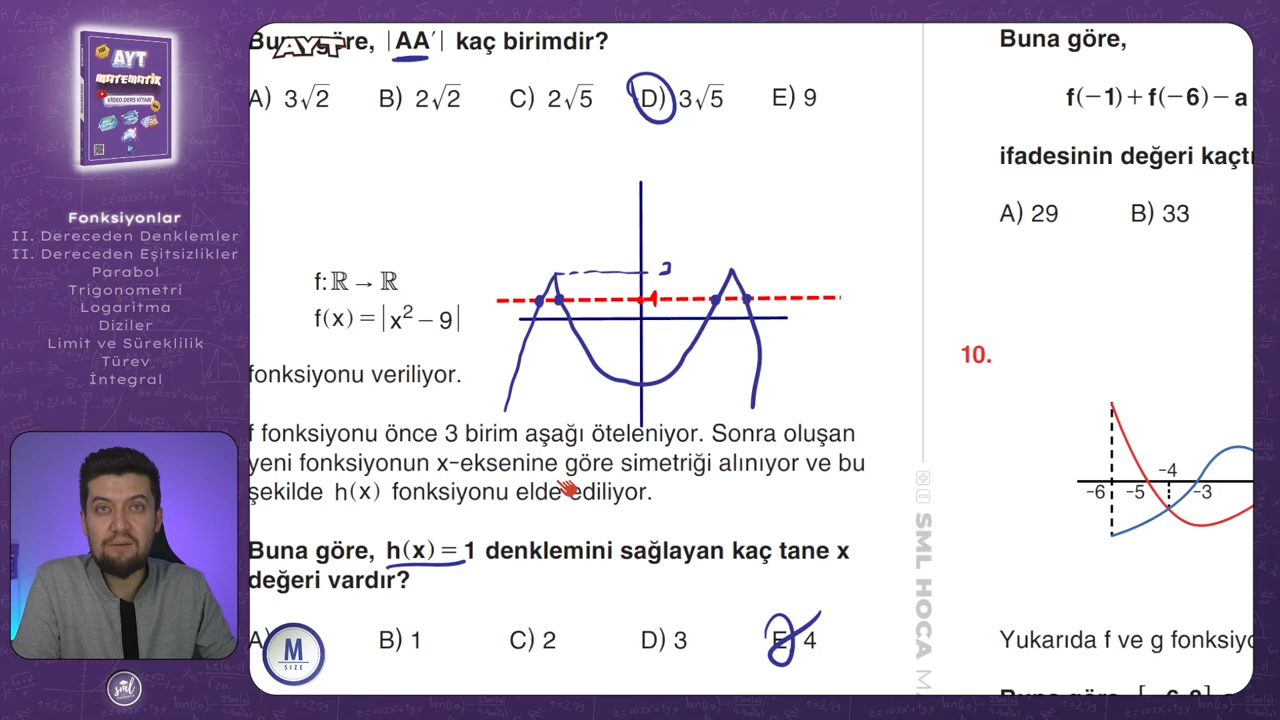 AYT
MATEMATİK
VİDEO DERS KİTABI
Fonksiyonlar
II. Dereceden Denklemler
II. Dereceden Eşitsizlikler
Parabol
Trigonometri
Logaritma
Diziler
Limit ve Süreklilik
Türev
İntegral
sml
AYT
göre, |AA′| kaç birimdir?
A) 3√2 B) 2√2 C) 2√5 D) 3√5 E) 9
f: ℝ → ℝ
f(x) = |x² – 9|
fonksiyonu veriliyor.
3
1
f fonksiyonu önce 3 birim aşağı öteleniyor. Sonra oluşan
yeni fonksiyonun x-eksenine göre simetriği alınıyor ve bu
şekilde h(x) fonksiyonu elde ediliyor.
Buna göre, h(x) = 1 denklemini sağlayan kaç tane x
değeri vardır?
A) B) 1 C) 2 D) 3 E) 4
M
SIZE
SML HOCA
Buna göre,
f(−1) + f(−6) − a
ifadesinin değeri
A) 29 B) 33
10.
-4
-6 -5 -3
Yukarıda f ve g